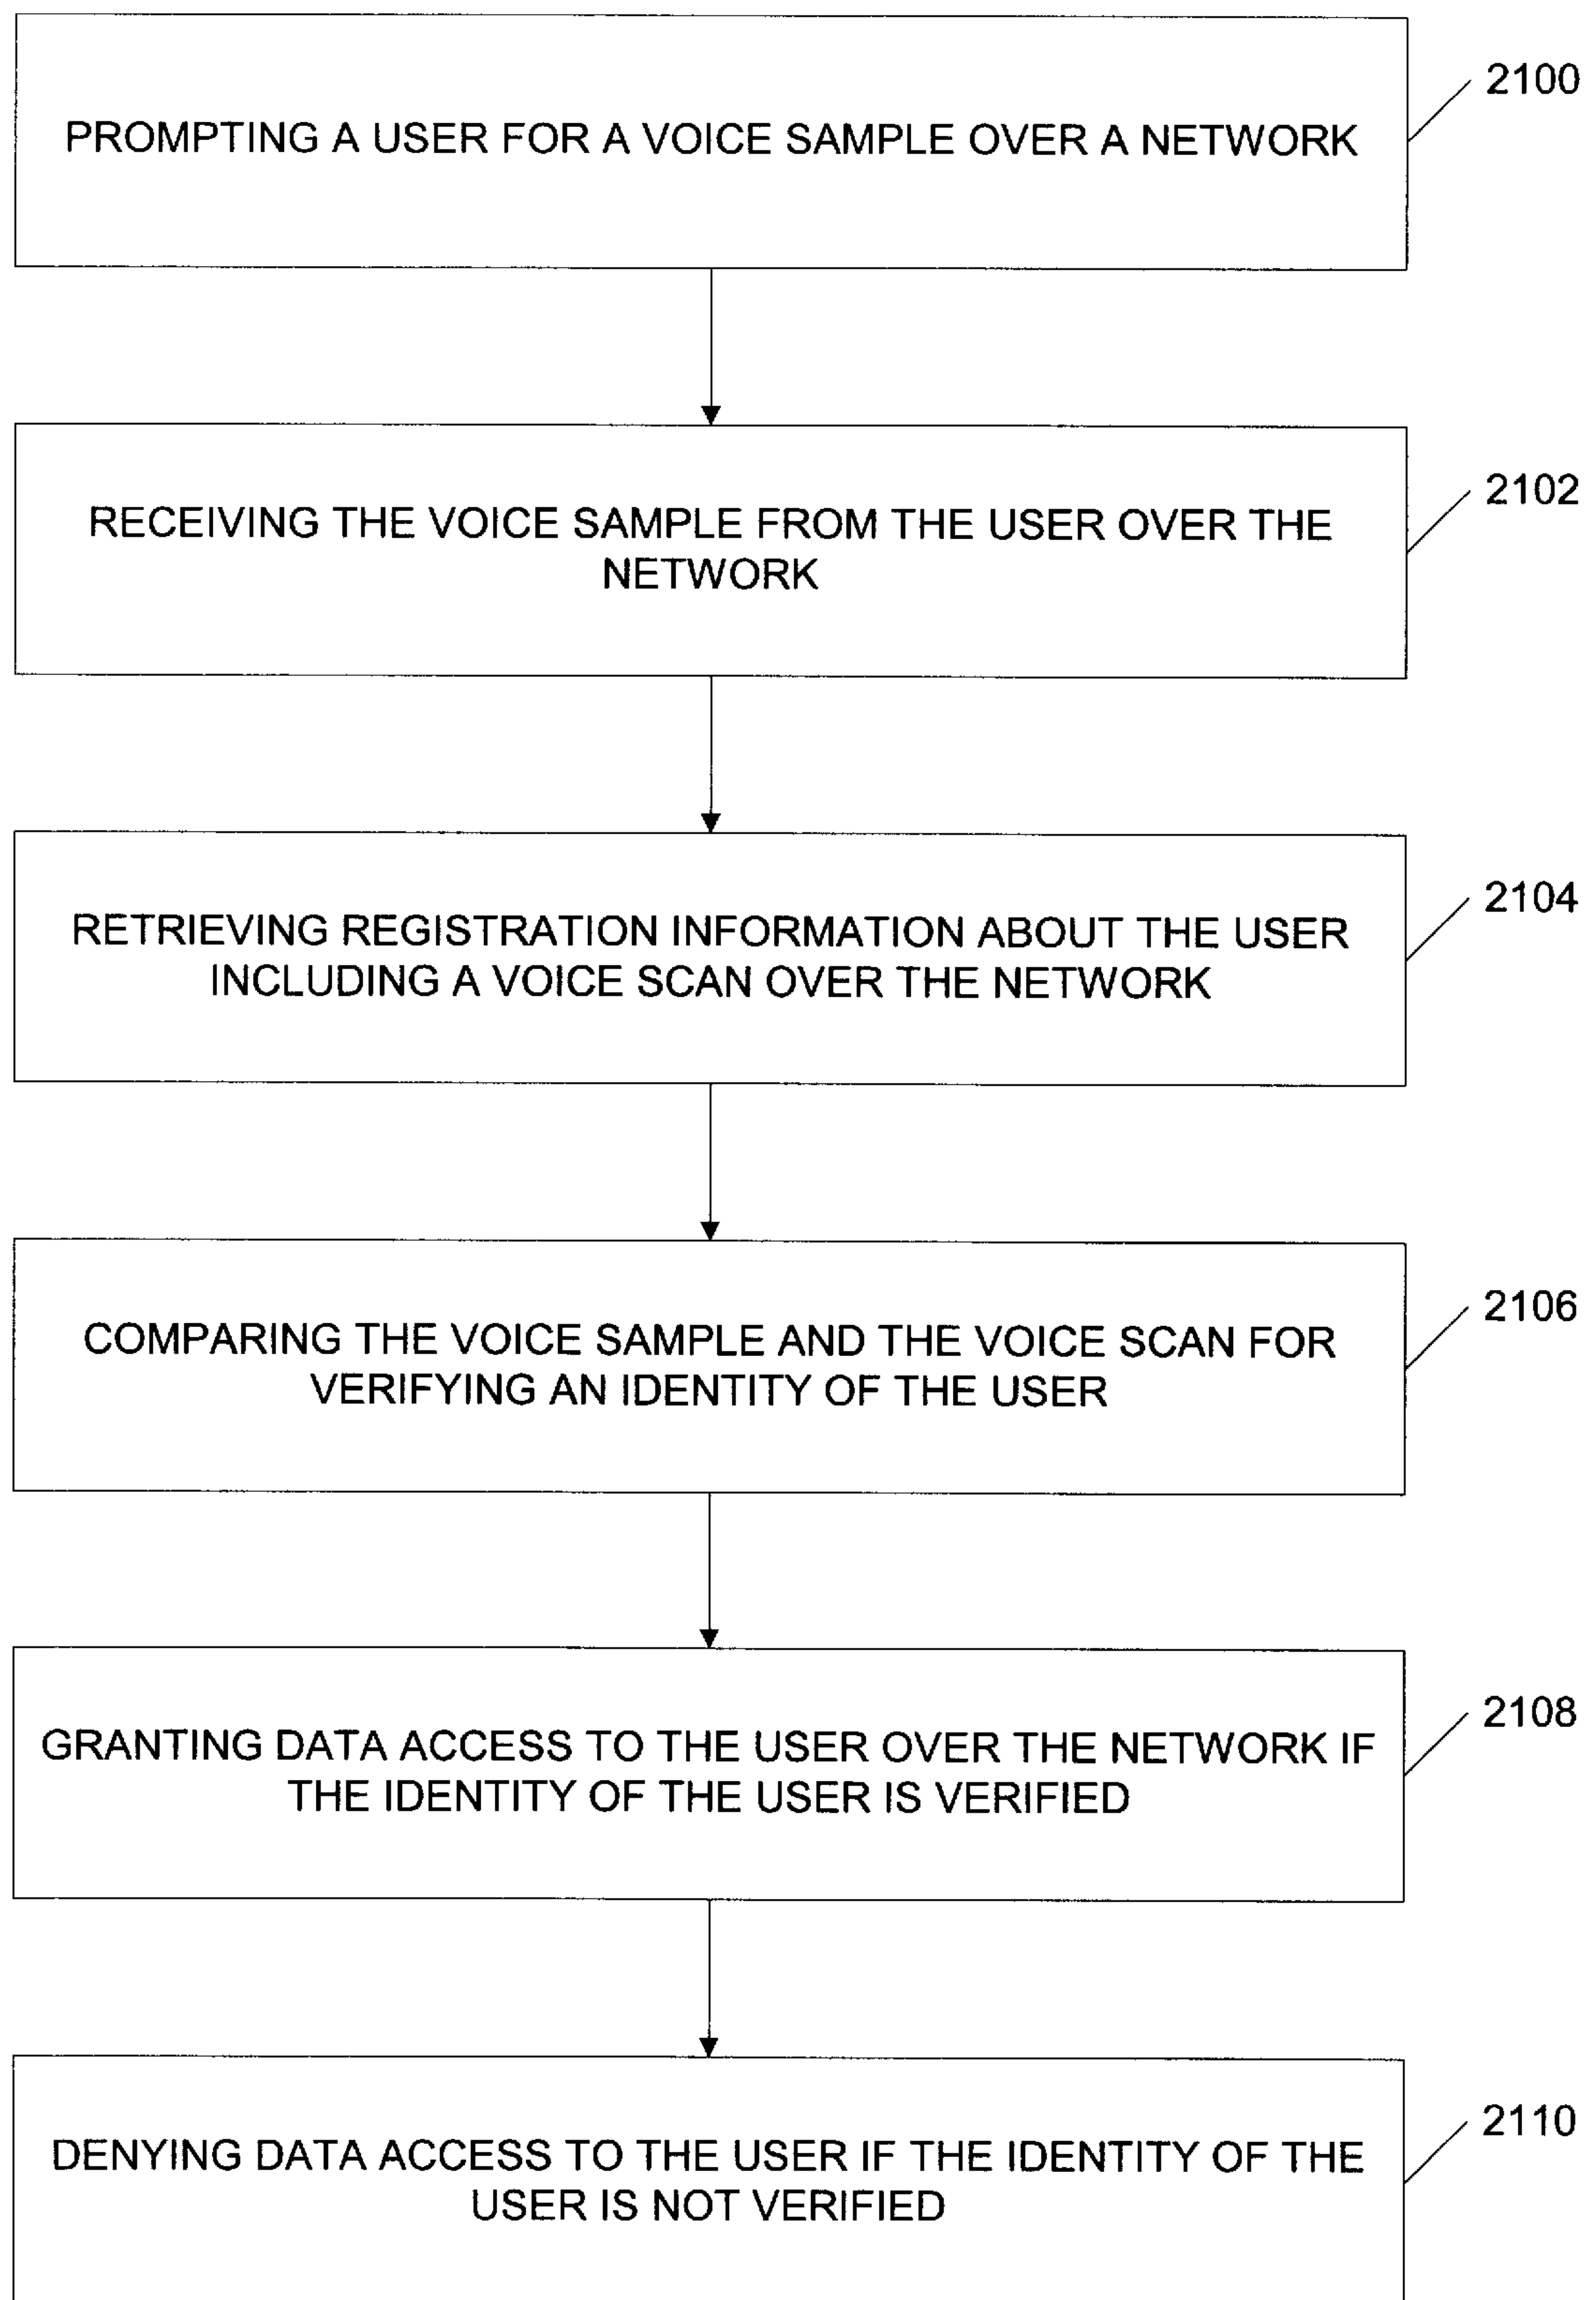 PROMPTING A USER FOR A VOICE SAMPLE OVER A NETWORK
2100
RECEIVING THE VOICE SAMPLE FROM THE USER OVER THE
NETWORK
2102
RETRIEVING REGISTRATION INFORMATION ABOUT THE USER
INCLUDING A VOICE SCAN OVER THE NETWORK
2104
COMPARING THE VOICE SAMPLE AND THE VOICE SCAN FOR
VERIFYING AN IDENTITY OF THE USER
2106
GRANTING DATA ACCESS TO THE USER OVER THE NETWORK IF
THE IDENTITY OF THE USER IS VERIFIED
2108
DENYING DATA ACCESS TO THE USER IF THE IDENTITY OF THE
USER IS NOT VERIFIED
2110